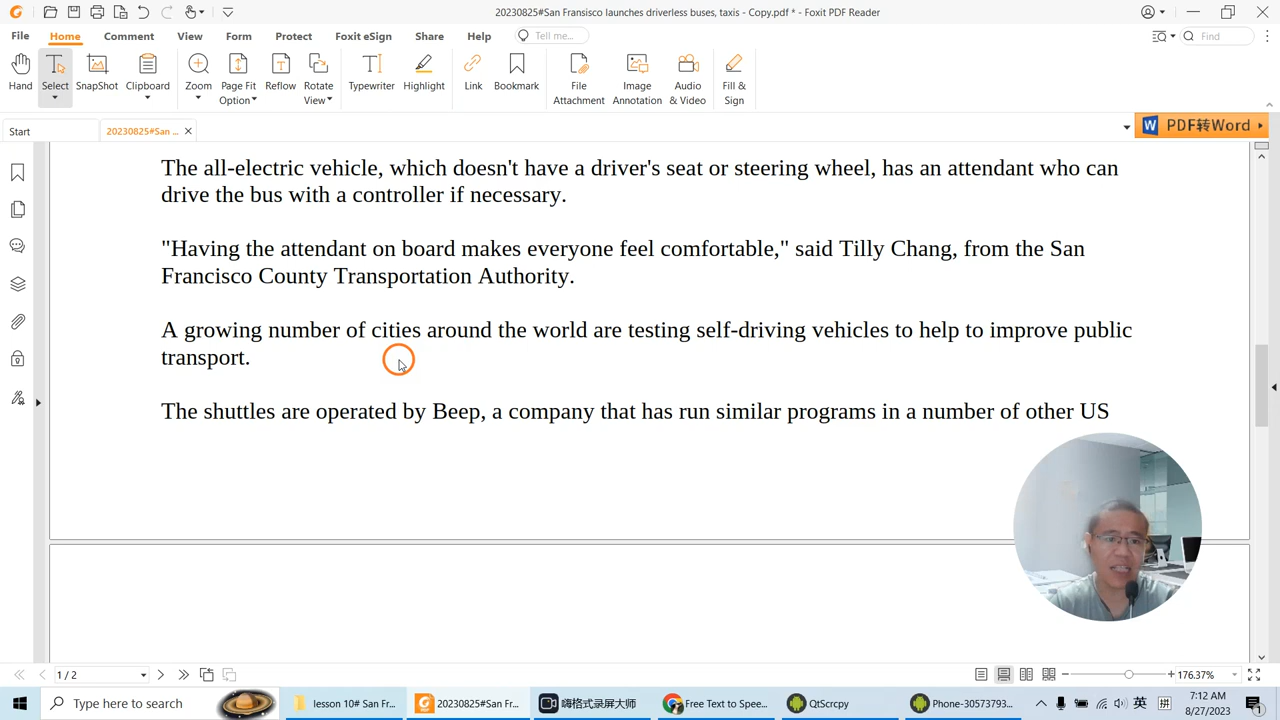 20230825#San Fransisco launches driverless buses, taxis - Copy.pdf * - Foxit PDF Reader
File Home Comment View Form Protect Foxit eSign Share Help Tell me... Find
Hand Select SnapShot Clipboard Zoom Page Fit Option Reflow Rotate View Typewriter Highlight Link Bookmark File Attachment Image Annotation Audio & Video Fill & Sign
Start 20230825#San ... PDF转Word
The all-electric vehicle, which doesn't have a driver's seat or steering wheel, has an attendant who can
drive the bus with a controller if necessary.
"Having the attendant on board makes everyone feel comfortable," said Tilly Chang, from the San
Francisco County Transportation Authority.
A growing number of cities around the world are testing self-driving vehicles to help to improve public
transport.
The shuttles are operated by Beep, a company that has run similar programs in a number of other US
1 / 2 176.37%
Type here to search lesson 10# San Fr... 20230825#San Fr... 嗨格式录屏大师 Free Text to Spee... QtScrcpy Phone-30573793... 英 拼 7:12 AM
8/27/2023 1